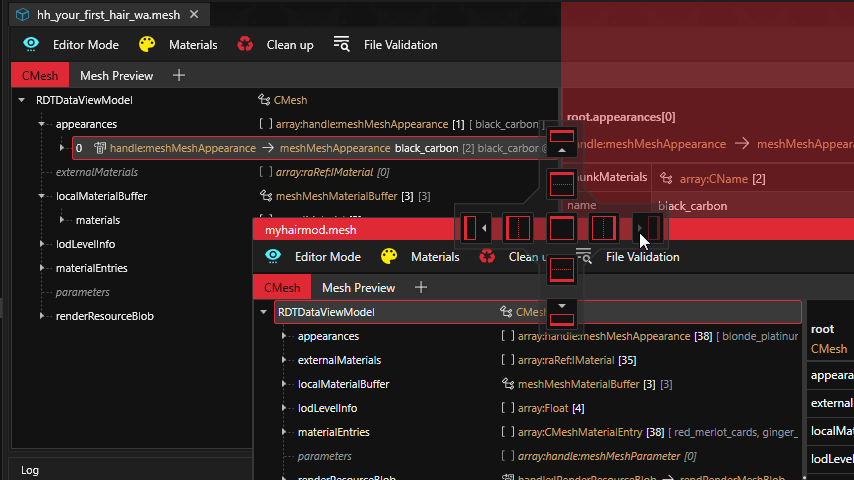 hh_your_first_hair_wa.mesh
Editor Mode Materials Clean up File Validation
CMesh Mesh Preview
RDTDataViewModel CMesh
appearances [ ] array:handle:meshMeshAppearance [1] [ black_carbon ]
0 handle:meshMeshAppearance → meshMeshAppearance black_carbon [2] black_carbon
externalMaterials [ ] array:raRef:IMaterial [0]
localMaterialBuffer meshMeshMaterialBuffer [3] [3]
materials
lodLevelInfo
materialEntries
parameters
renderResourceBlob
Log
root.appearances[0]
handle:meshMeshAppearance → meshMeshAppear
unkMaterials array:CName [2]
name black_carbon
myhairmod.mesh
Editor Mode Materials Clean File Validation
CMesh Mesh Preview
RDTDataViewModel CMesh
appearances [ ] array:handle:meshMeshAppearance [38] [ blonde_platinu
externalMaterials [ ] array:raRef:IMaterial [35]
localMaterialBuffer meshMeshMaterialBuffer [3] [3]
lodLevelInfo [ ] array:Float [4]
materialEntries [ ] array:CMeshMaterialEntry [38] [ red_merlot_cards, ginger_
parameters [ ] array:handle:meshMeshParameter [0]
renderResourceBlob handle:IRenderResourceBlob → rendRenderMeshBlob
root
CMesh
appeara
external
localMat
lodLevel